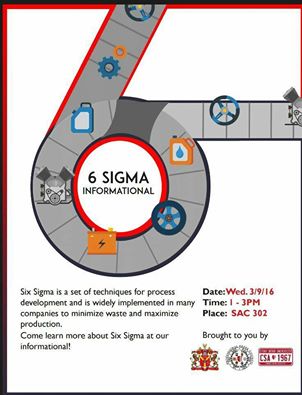 6 SIGMA
INFORMATIONAL
Six Sigma is a set of techniques for process
development and is widely implemented in many
companies to minimize waste and maximize
production.
Come learn more about Six Sigma at our
informational!
Date:Wed. 3/9/16
Time: 1 - 3PM
Place: SAC 302
Brought to you by
CSA 1967